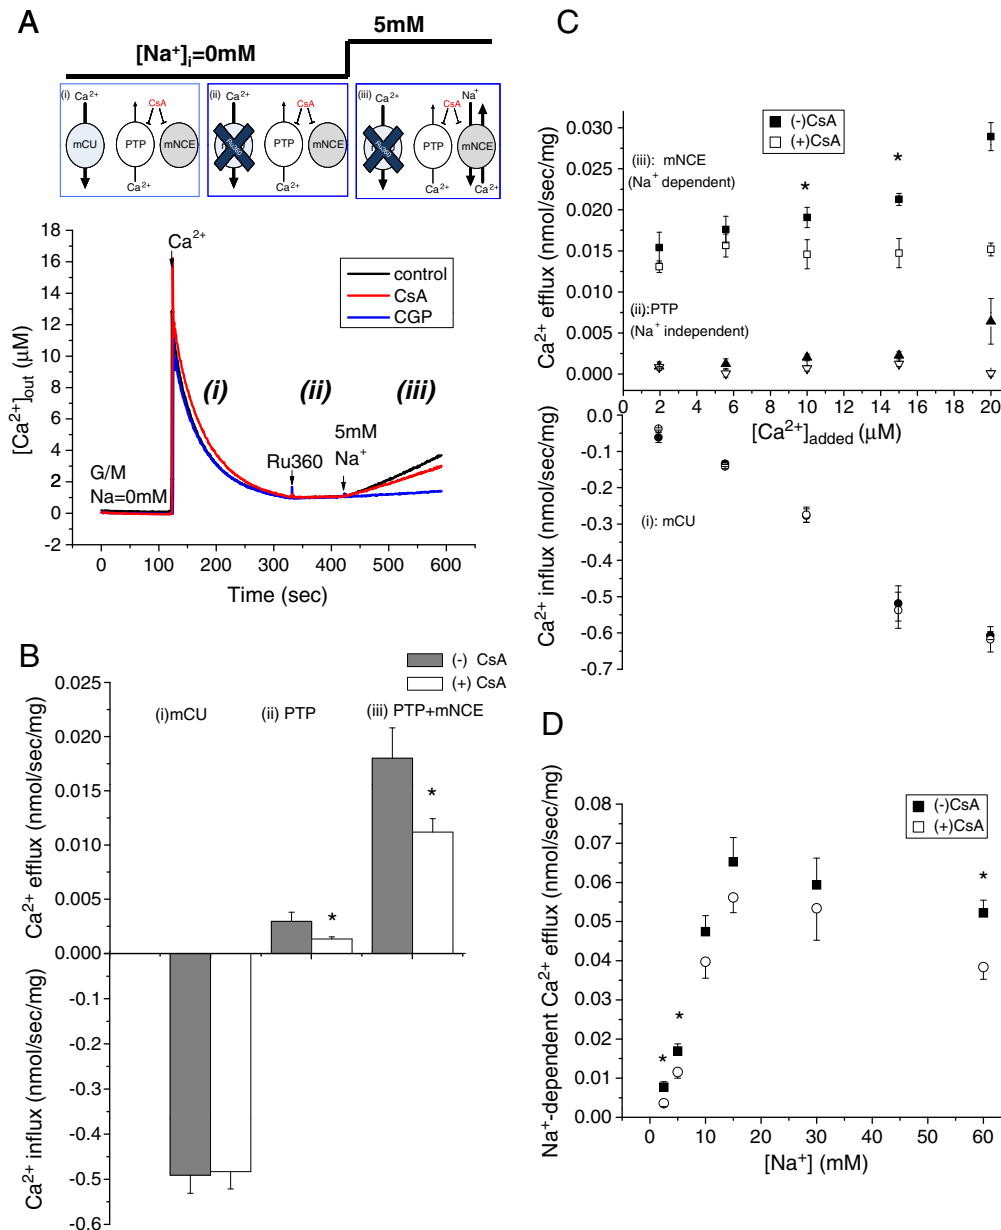 A
5mM
[Na⁺]ᵢ=0mM
(i) Ca²⁺
CsA
mCU
PTP
mNCE
Ca²⁺
(ii) Ca²⁺
CsA
Ru360
PTP
mNCE
Ca²⁺
(iii) Ca²⁺
CsA
Na⁺
Ru360
PTP
mNCE
Ca²⁺
Ca²⁺
18
16
14
12
10
8
6
4
2
0
-2
[Ca²⁺]out (µM)
Ca²⁺
control
CsA
CGP
(i)
(ii)
(iii)
5mM
Na⁺
Ru360
G/M
Na=0mM
0 100 200 300 400 500 600
Time (sec)
B
(-) CsA
(+) CsA
0.025
0.020
0.015
0.010
0.005
0.000
-0.1
-0.2
-0.3
-0.4
-0.5
-0.6
Ca²⁺ efflux (nmol/sec/mg)
Ca²⁺ influx (nmol/sec/mg)
(i)mCU
(ii) PTP
(iii) PTP+mNCE
*
*
C
(-)CsA
(+)CsA
0.030
0.025
0.020
0.015
0.010
0.005
0.000
Ca²⁺ efflux (nmol/sec/mg)
(iii): mNCE
(Na⁺ dependent)
*
*
(ii):PTP
(Na⁺ independent)
0 2 4 6 8 10 12 14 16 18 20
[Ca²⁺]added (µM)
0.0
-0.1
-0.2
-0.3
-0.4
-0.5
-0.6
-0.7
Ca²⁺ influx (nmol/sec/mg)
(i): mCU
D
(-)CsA
(+)CsA
0.08
0.07
0.06
0.05
0.04
0.03
0.02
0.01
0.00
Na⁺-dependent Ca²⁺ efflux (nmol/sec/mg)
*
*
*
0 10 20 30 40 50 60
[Na⁺] (mM)